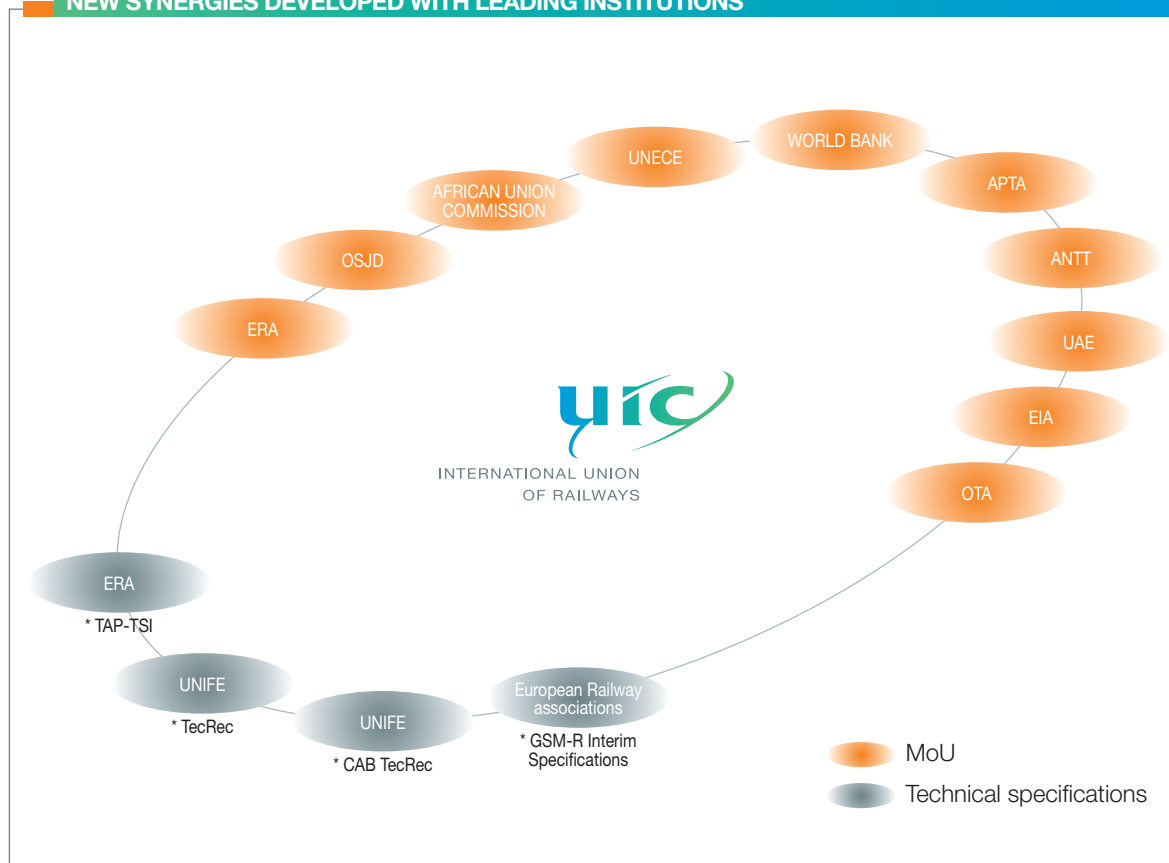 NEW SYNERGIES DEVELOPED WITH LEADING INSTITUTIONS
WORLD BANK
UNECE
APTA
AFRICAN UNION
COMMISSION
OSJD
ANTT
ERA
UAE
uic
EIA
INTERNATIONAL UNION
OF RAILWAYS
OTA
ERA
* TAP-TSI
UNIFE
* TecRec
European Railway
associations
UNIFE
* GSM-R Interim
Specifications
* CAB TecRec
MoU
Technical specifications